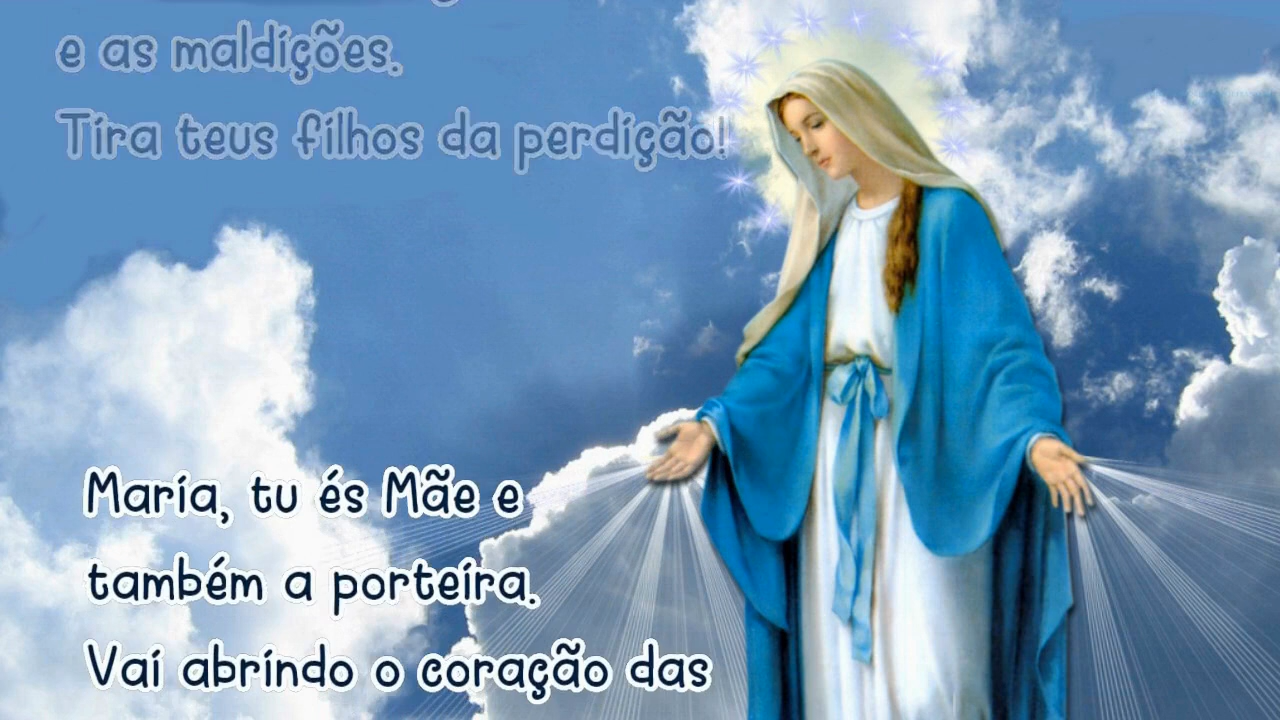 e as maldições.
Tira teus filhos da perdição!
Maria, tu és Mãe e
também a porteira.
Vai abrindo o coração das